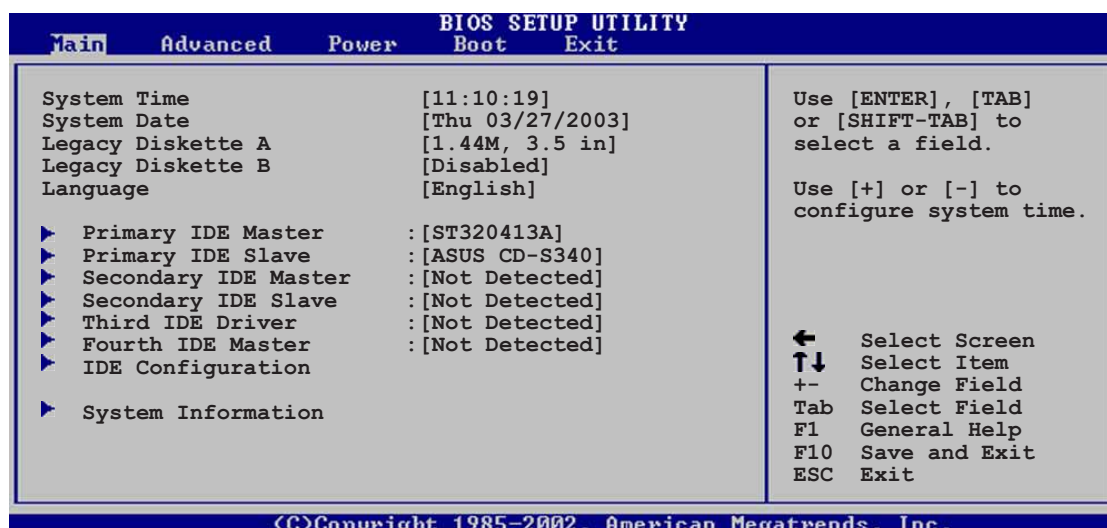 BIOS SETUP UTILITY
Main Advanced Power Boot Exit
System Time [11:10:19]
System Date [Thu 03/27/2003]
Legacy Diskette A [1.44M, 3.5 in]
Legacy Diskette B [Disabled]
Language [English]
Primary IDE Master :[ST320413A]
Primary IDE Slave :[ASUS CD-S340]
Secondary IDE Master :[Not Detected]
Secondary IDE Slave :[Not Detected]
Third IDE Driver :[Not Detected]
Fourth IDE Master :[Not Detected]
IDE Configuration
System Information
Use [ENTER], [TAB]
or [SHIFT-TAB] to
select a field.
Use [+] or [-] to
configure system time.
← Select Screen
↑↓ Select Item
+- Change Field
Tab Select Field
F1 General Help
F10 Save and Exit
ESC Exit
(C)Copyright 1985-2002, American Megatrends, Inc.